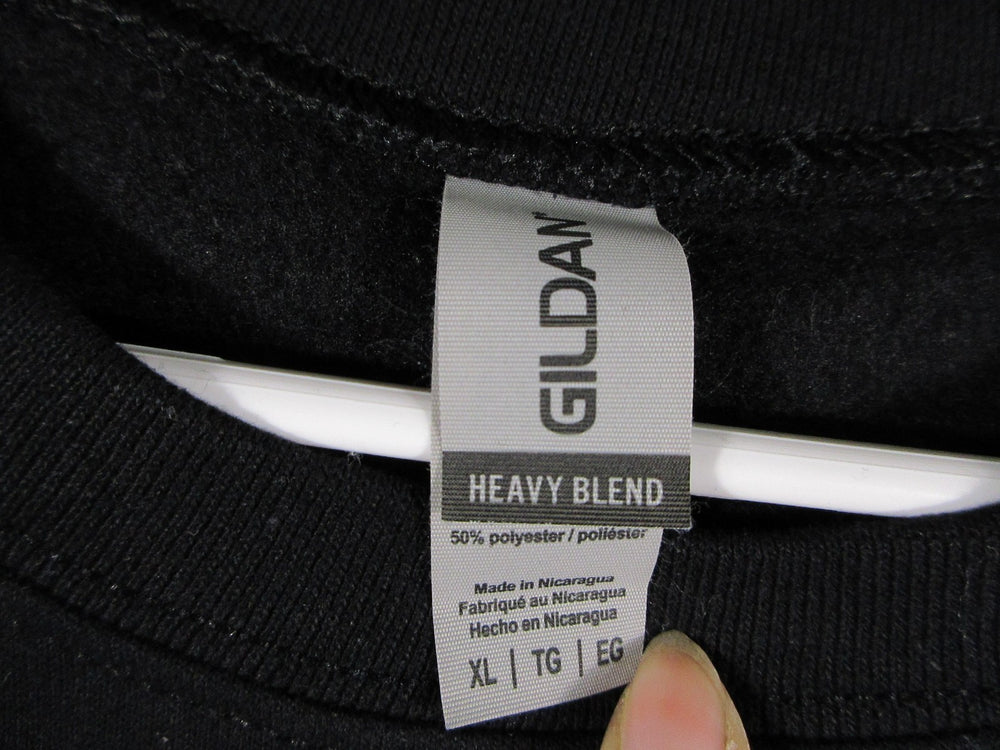 GILDAN
HEAVY BLEND
50% polyester / poliéster
Made in Nicaragua
Fabriqué au Nicaragua
Hecho en Nicaragua
XL | TG | EG